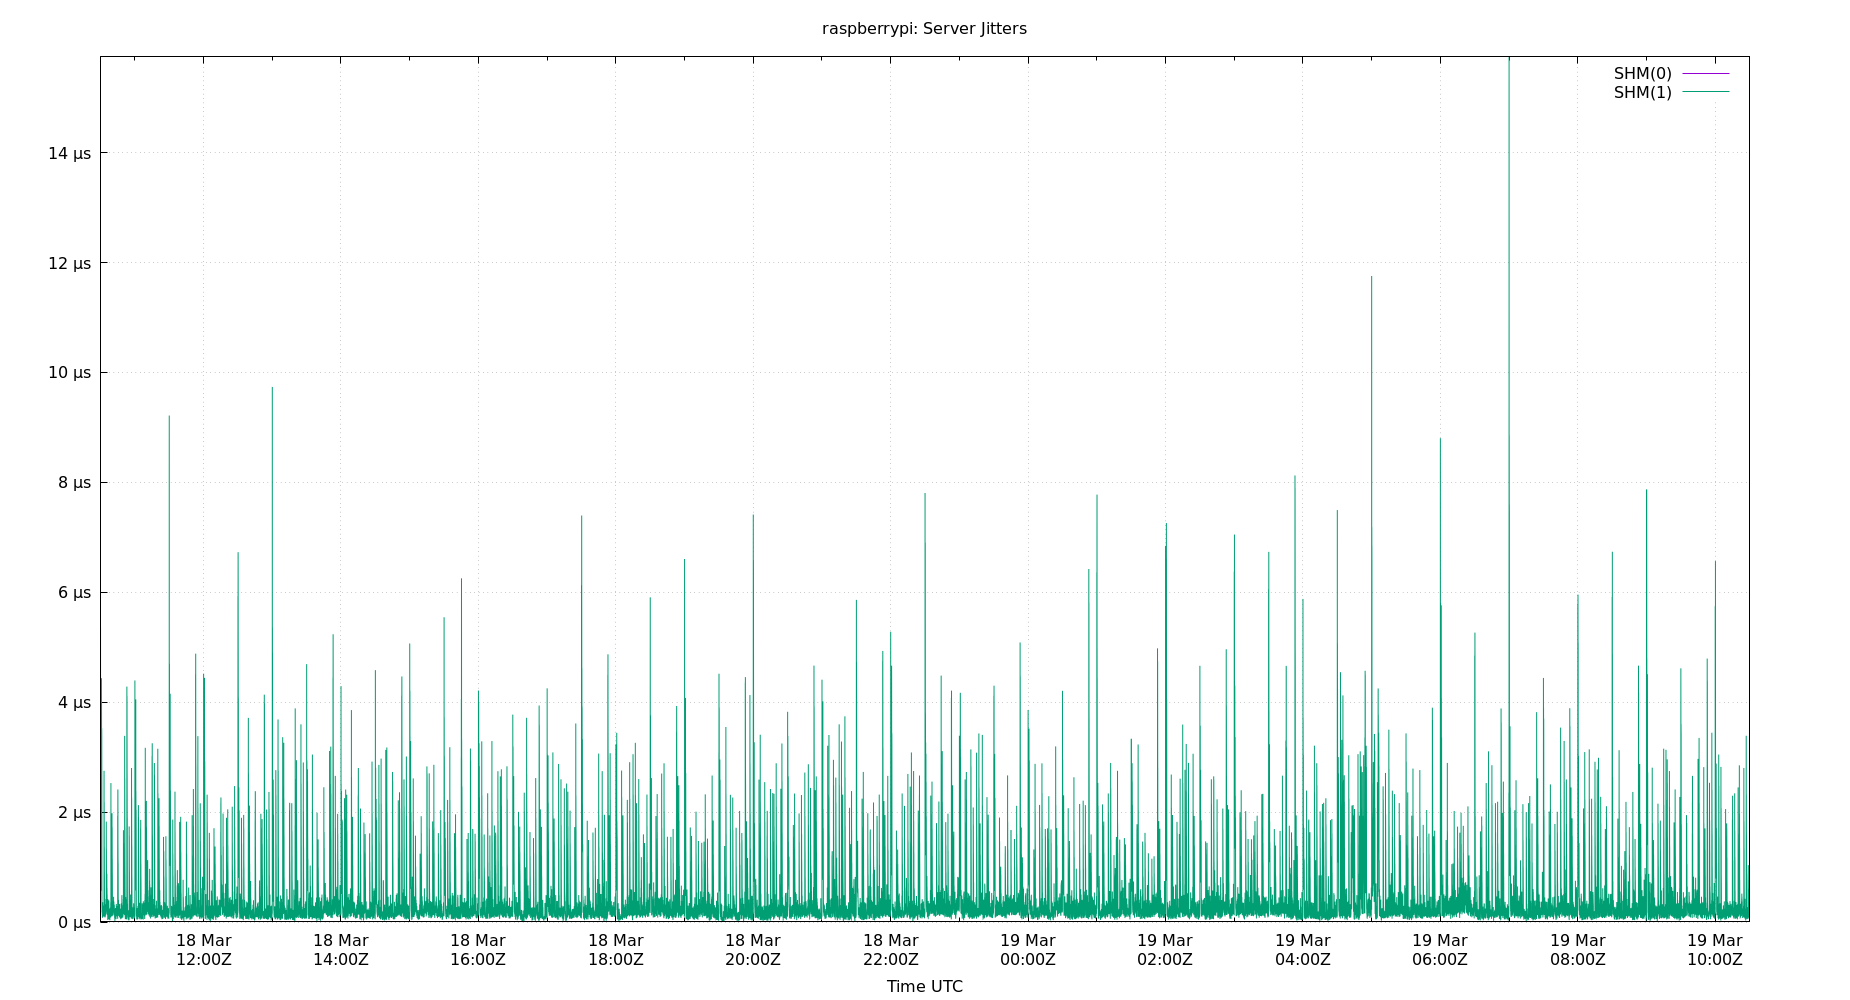 raspberrypi: Server Jitters
SHM(0)
SHM(1)
14 µs
12 µs
10 µs
8 µs
6 µs
4 µs
2 µs
0 µs
18 Mar 18 Mar 18 Mar 18 Mar 18 Mar 18 Mar 19 Mar 19 Mar 19 Mar 19 Mar 19 Mar 19 Mar
12:00Z 14:00Z 16:00Z 18:00Z 20:00Z 22:00Z 00:00Z 02:00Z 04:00Z 06:00Z 08:00Z 10:00Z
Time UTC